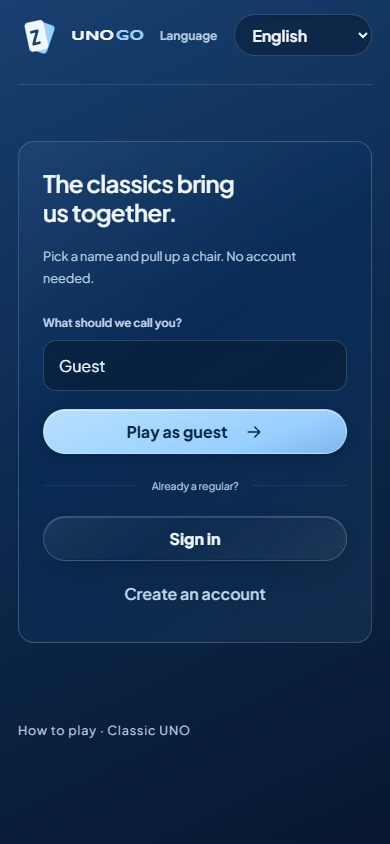 Z UNOGO Language English
The classics bring
us together.
Pick a name and pull up a chair. No account
needed.
What should we call you?
Guest
Play as guest →
Already a regular?
Sign in
Create an account
How to play · Classic UNO